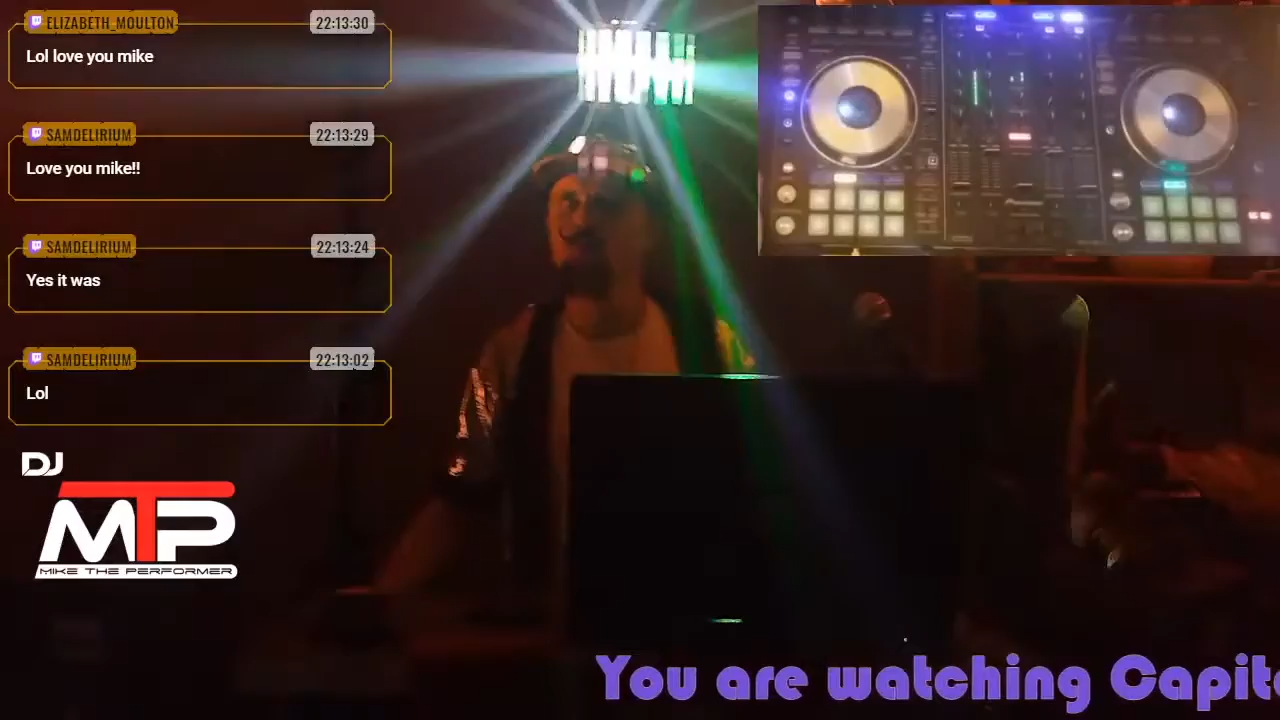 ELIZABETH_MOULTON 22:13:30
Lol love you mike
SAMDELIRIUM 22:13:29
Love you mike!!
SAMDELIRIUM 22:13:24
Yes it was
SAMDELIRIUM 22:13:02
Lol
DJ
MTP
MIKE THE PERFORMER
You are watching Capit